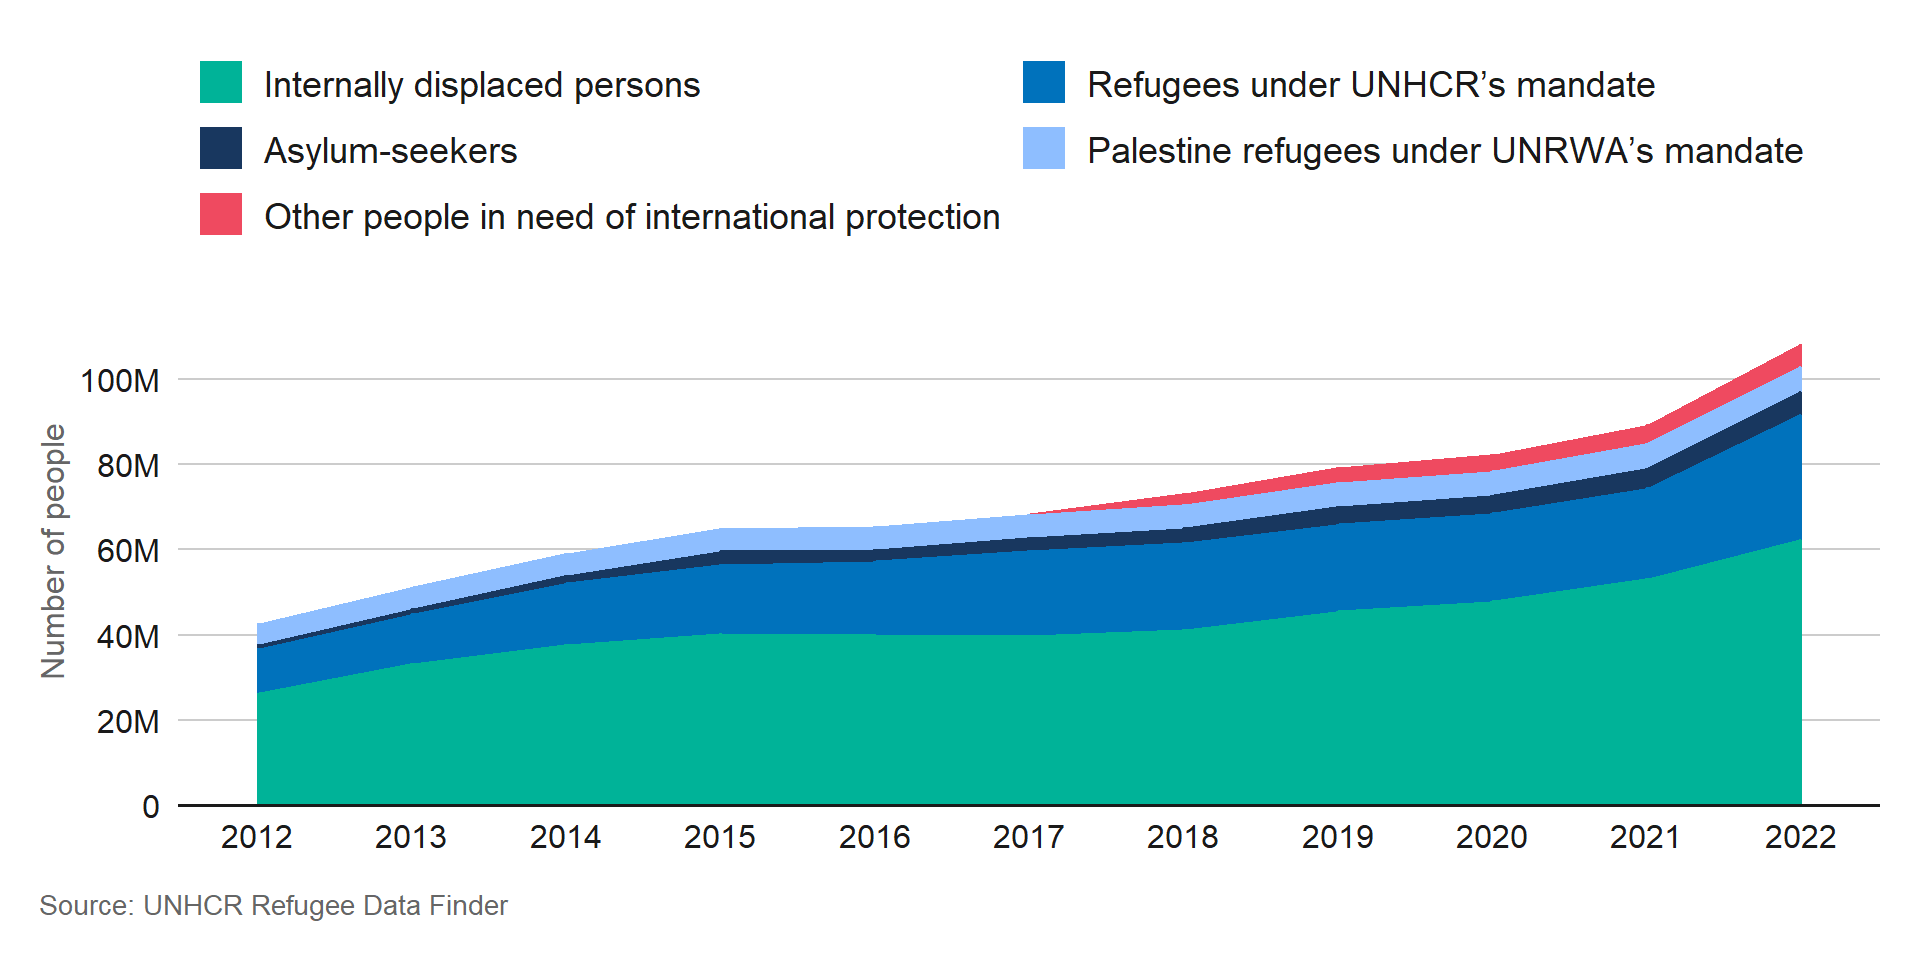 Internally displaced persons
Refugees under UNHCR’s mandate
Asylum-seekers
Palestine refugees under UNRWA’s mandate
Other people in need of international protection
Number of people
100M
80M
60M
40M
20M
0
2012 2013 2014 2015 2016 2017 2018 2019 2020 2021 2022
Source: UNHCR Refugee Data Finder